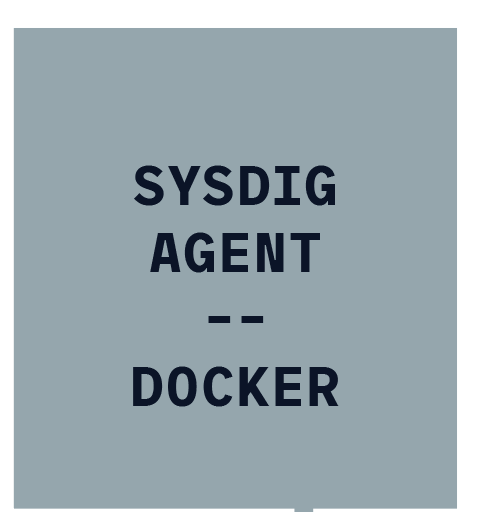 SYSDIG
AGENT
--
DOCKER